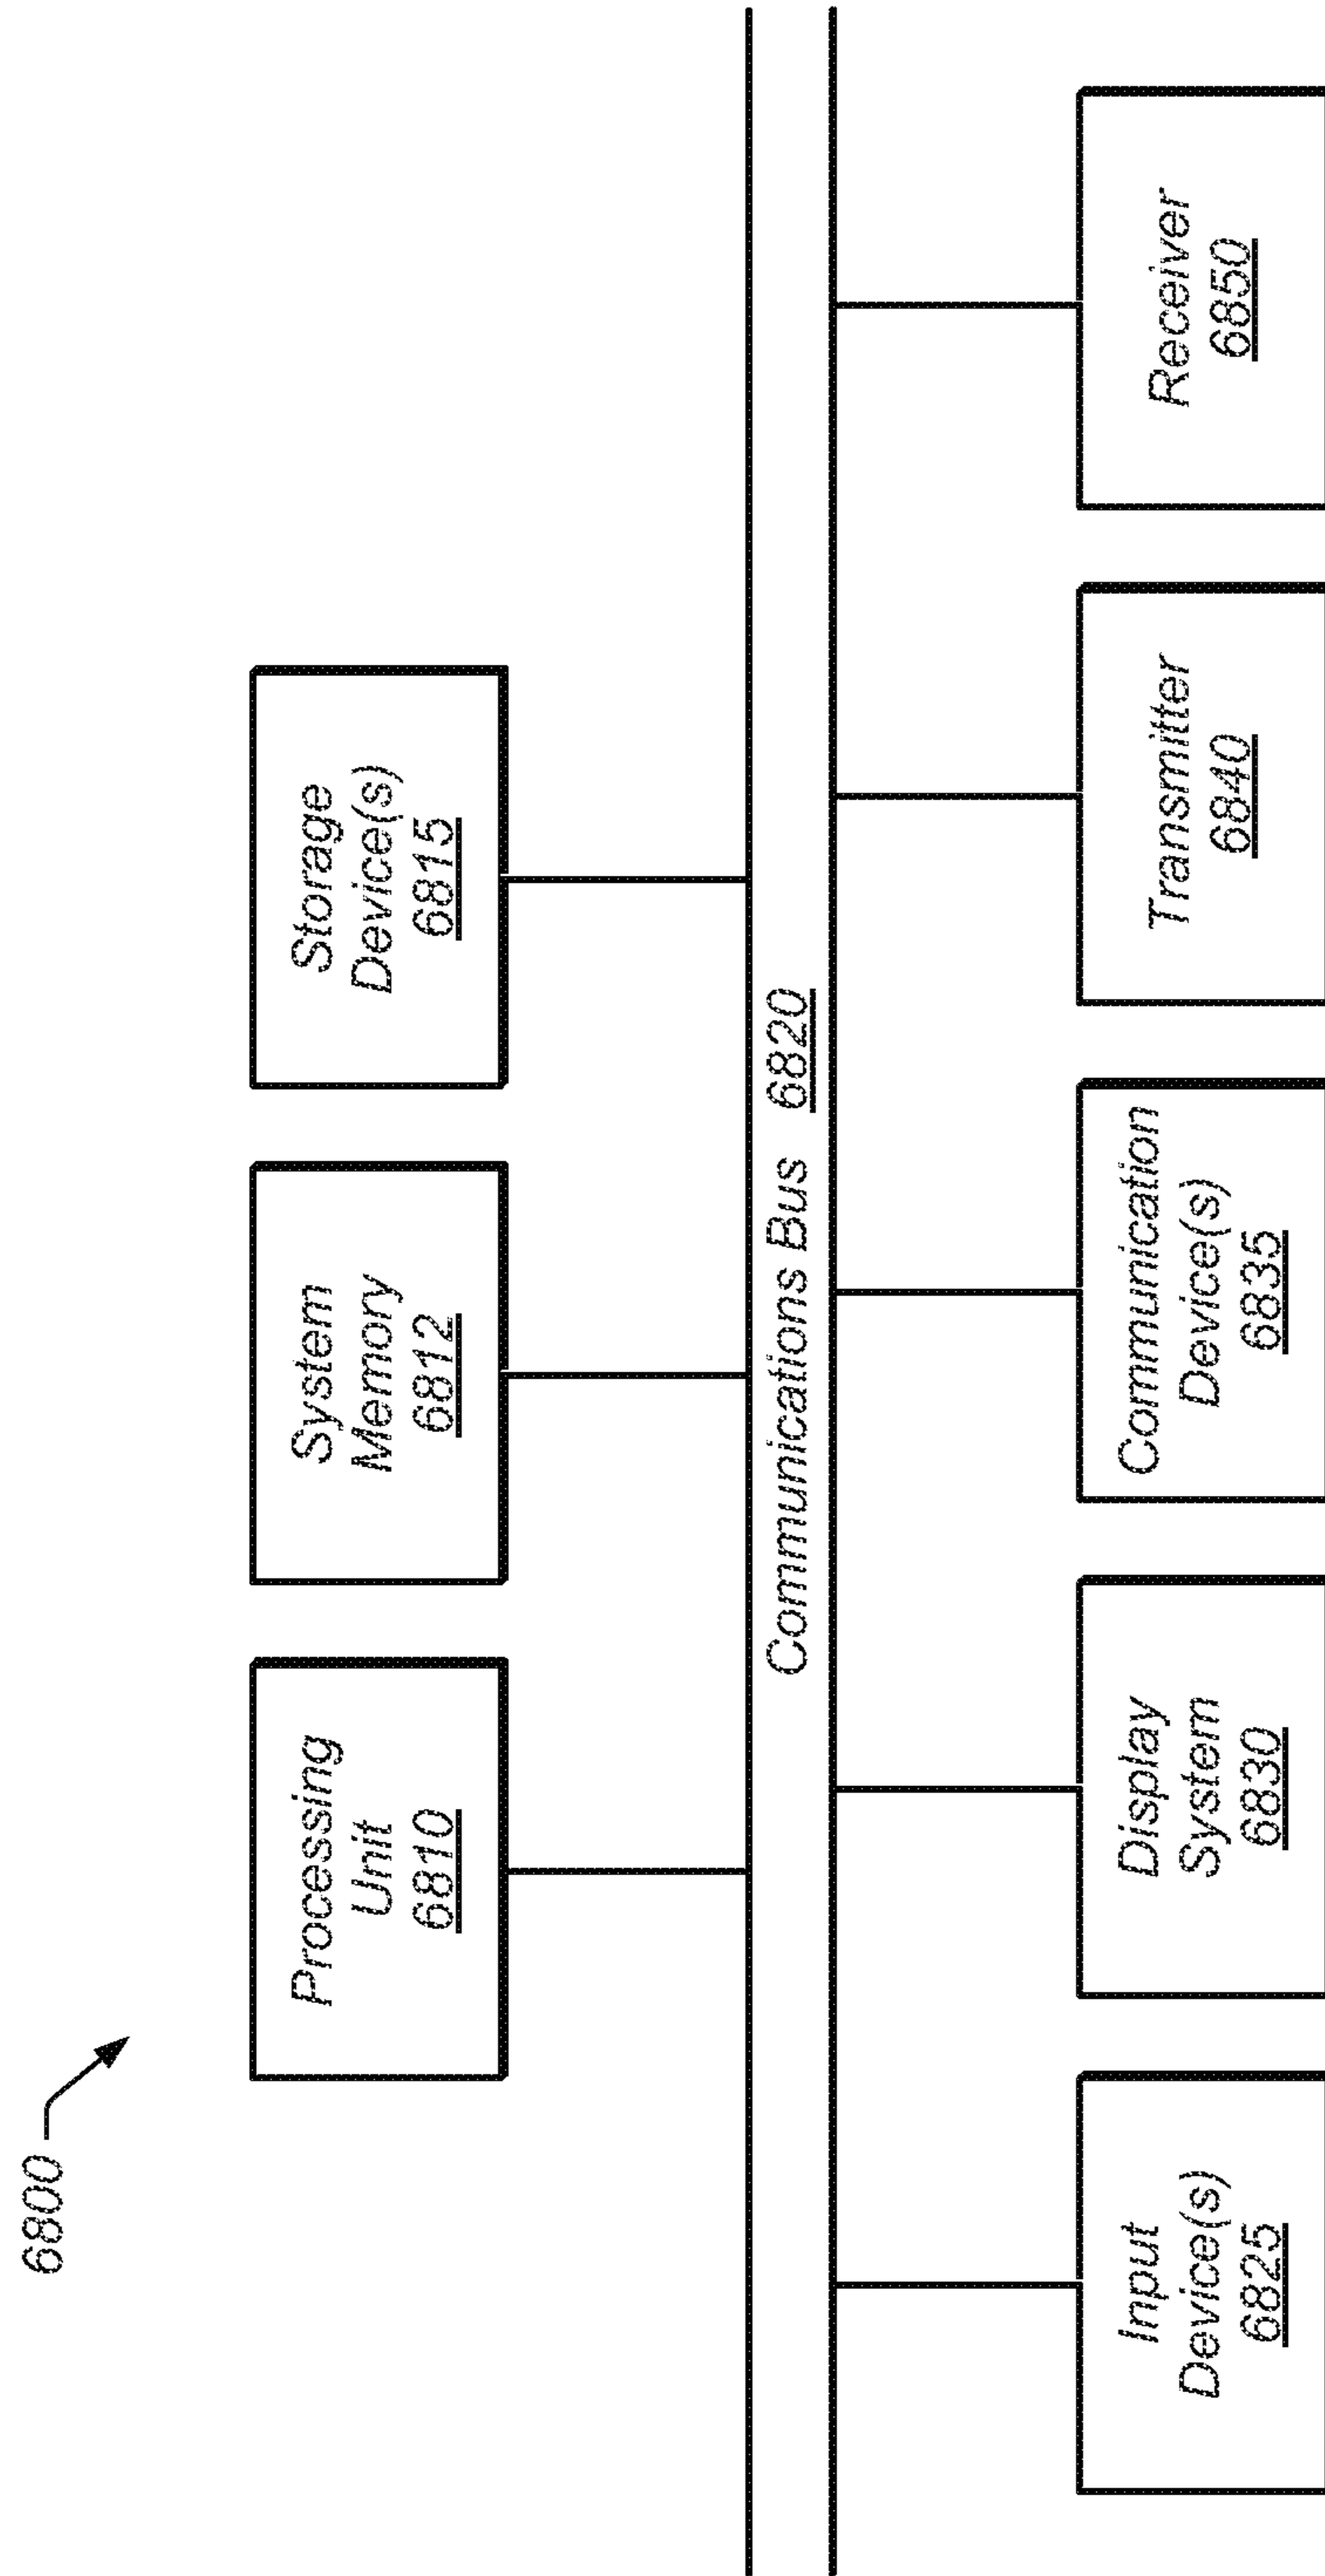 6800
Processing
Unit
6810
System
Memory
6812
Storage
Device(s)
6815
Communications Bus 6820
Input
Device(s)
6825
Display
System
6830
Communication
Device(s)
6835
Transmitter
6840
Receiver
6850